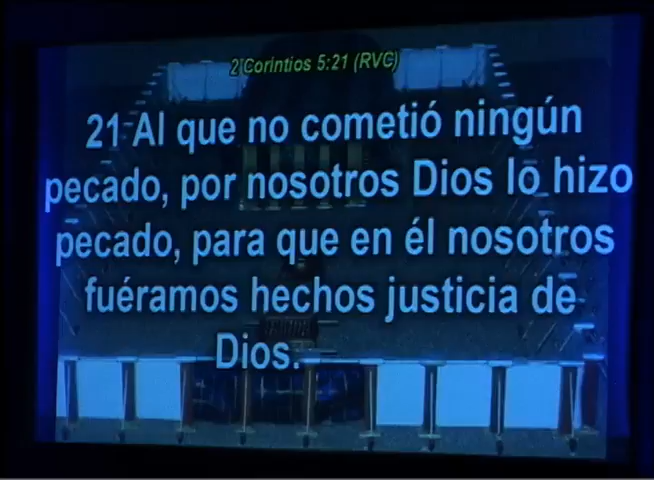 2 Corintios 5:21 (RVC)
21 Al que no cometió ningún
pecado, por nosotros Dios lo hizo
pecado, para que en él nosotros
fuéramos hechos justicia de
Dios.